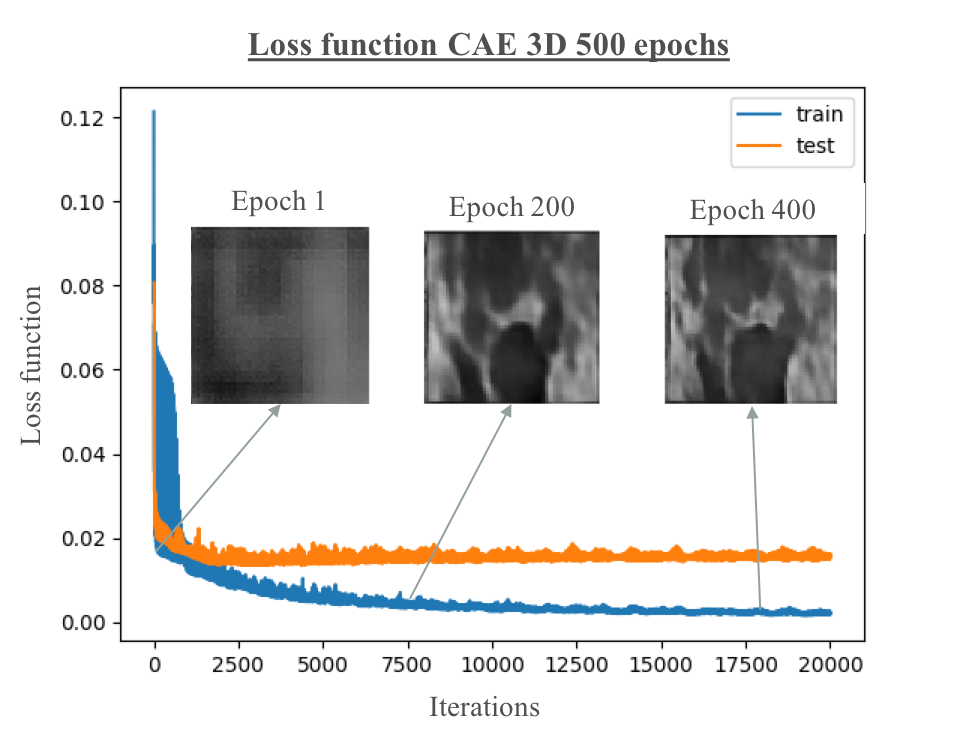 Loss function CAE 3D 500 epochs
train
test
0.12
0.10
0.08
0.06
0.04
0.02
0.00
Loss function
Epoch 1
Epoch 200
Epoch 400
0
2500
5000
7500
10000
12500
15000
17500
20000
Iterations